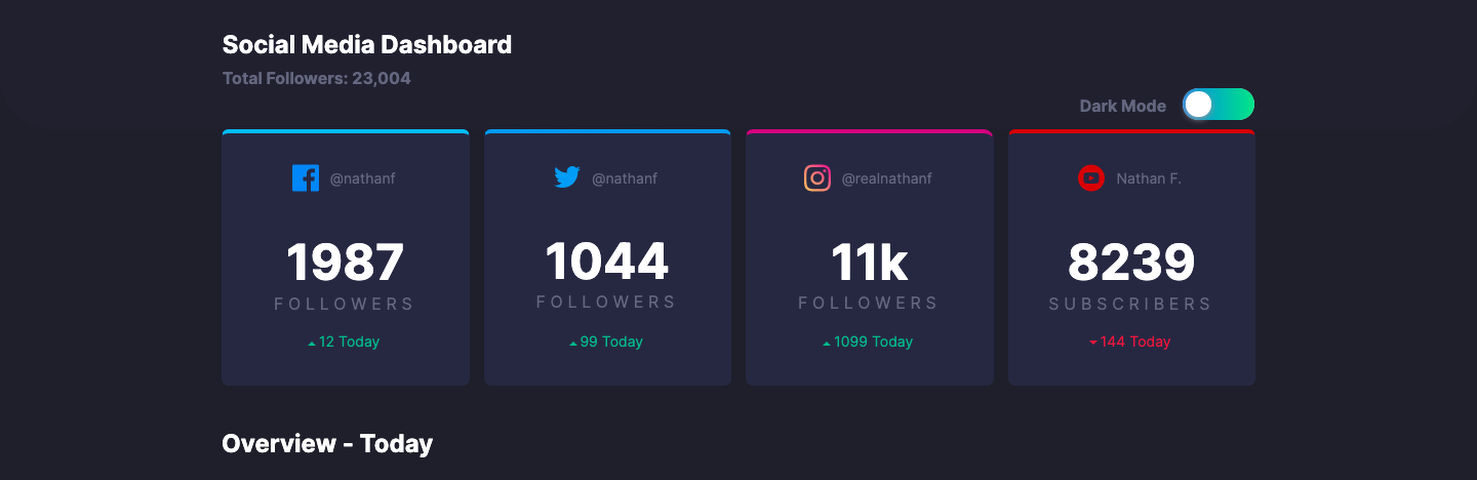 Social Media Dashboard
Total Followers: 23,004
Dark Mode
@nathanf
1987
FOLLOWERS
12 Today
@nathanf
1044
FOLLOWERS
99 Today
@realnathanf
11k
FOLLOWERS
1099 Today
Nathan F.
8239
SUBSCRIBERS
144 Today
Overview - Today